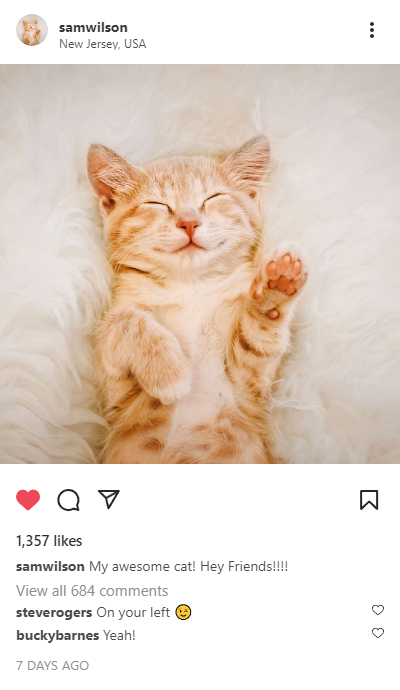 samwilson
New Jersey, USA
1,357 likes
samwilson My awesome cat! Hey Friends!!!!
View all 684 comments
steverogers On your left 😉
buckybarnes Yeah!
7 DAYS AGO